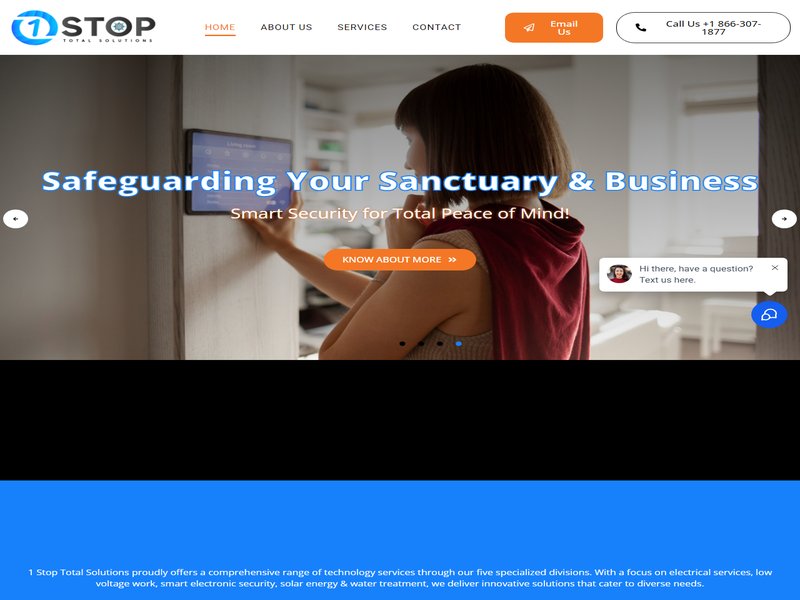 1 STOP
TOTAL SOLUTIONS
HOME
ABOUT US
SERVICES
CONTACT
Email
Us
Call Us +1 866-307-
1877
Living room
Safeguarding Your Sanctuary & Business
Smart Security for Total Peace of Mind!
KNOW ABOUT MORE
Hi there, have a question?
Text us here.
1 Stop Total Solutions proudly offers a comprehensive range of technology services through our five specialized divisions. With a focus on electrical services, low
voltage work, smart electronic security, solar energy & water treatment, we deliver innovative solutions that cater to diverse needs.